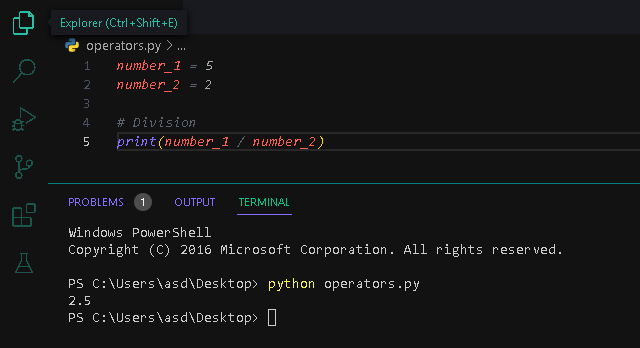 Explorer (Ctrl+Shift+E)
operators.py > ...
1 number_1 = 5
2 number_2 = 2
3
4 # Division
5 print(number_1 / number_2)
PROBLEMS 1 OUTPUT TERMINAL
Windows PowerShell
Copyright (C) 2016 Microsoft Corporation. All rights reserved.
PS C:\Users\asd\Desktop> python operators.py
2.5
PS C:\Users\asd\Desktop>